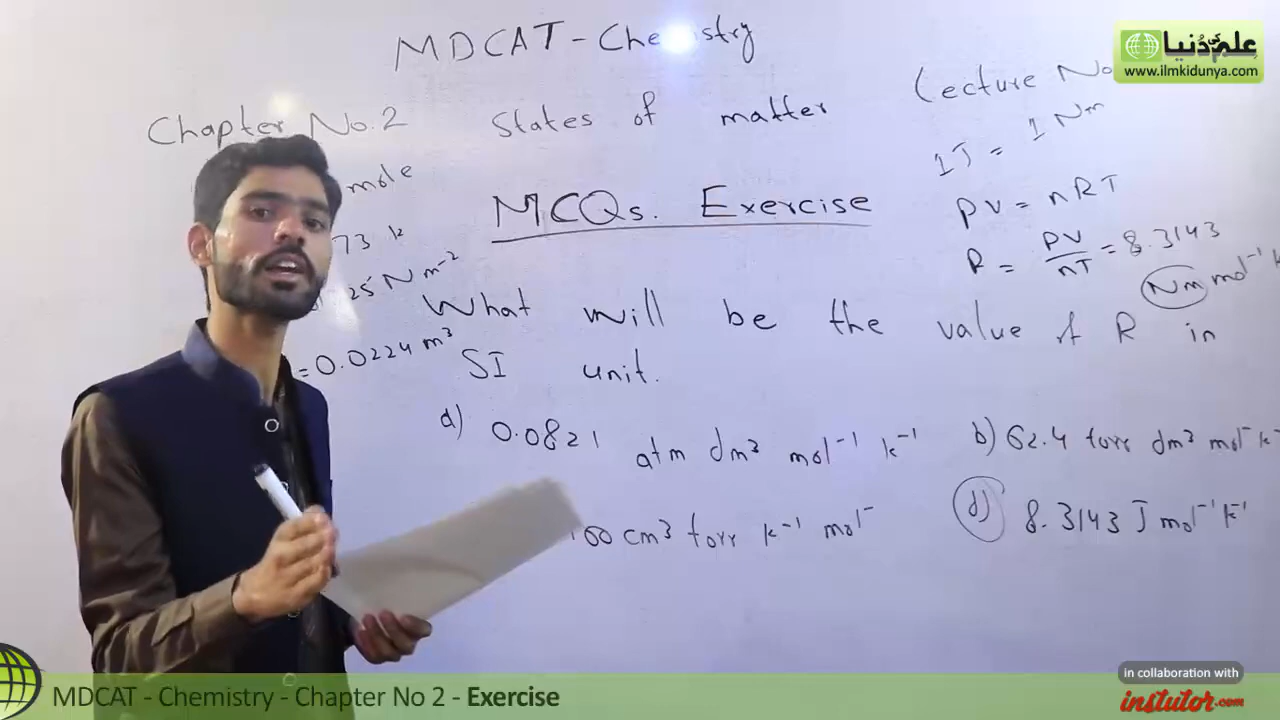 MDCAT - Chemistry
علم کی دُنیا
www.ilmkidunya.com
Chapter No.2 States of matter Lecture No
mole
73 k
25 N m⁻²
= 0.0224 m³
1J = 1 Nm
PV = nRT
R = PV/nT = 8.3143
Nm mol⁻¹ k
MCQs. Exercise
What will be the value of R in
SI unit.
a) 0.0821 atm dm³ mol⁻¹ k⁻¹
b) 62.4 torr dm³ mol⁻ k⁻
00 cm³ torr k⁻¹ mol⁻
d) 8.3143 J mol⁻¹ k⁻¹
in collaboration with
instutor.com
MDCAT - Chemistry - Chapter No 2 - Exercise